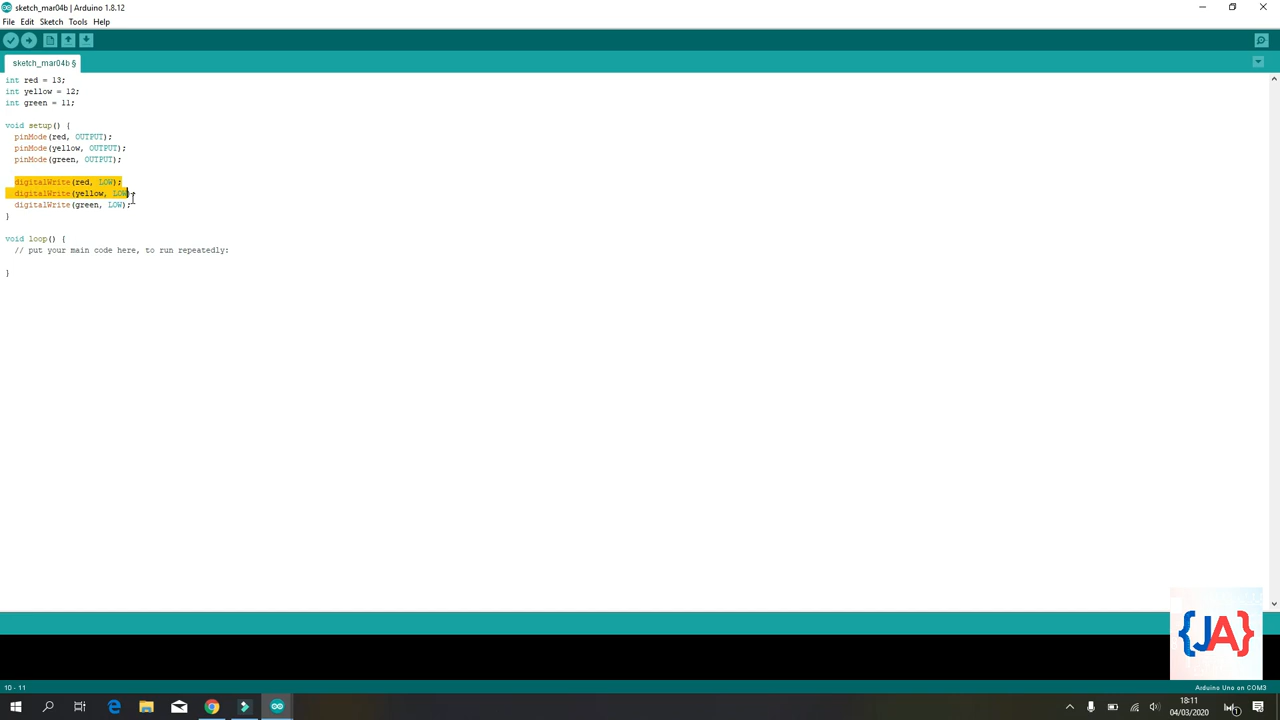 sketch_mar04b | Arduino 1.8.12
File Edit Sketch Tools Help
sketch_mar04b §
int red = 13;
int yellow = 12;
int green = 11;
void setup() {
pinMode(red, OUTPUT);
pinMode(yellow, OUTPUT);
pinMode(green, OUTPUT);
digitalWrite(red, LOW);
digitalWrite(yellow, LOW);
digitalWrite(green, LOW);
}
void loop() {
// put your main code here, to run repeatedly:
}
{JA}
10 - 11
Arduino Uno on COM3
18:11
04/03/2020